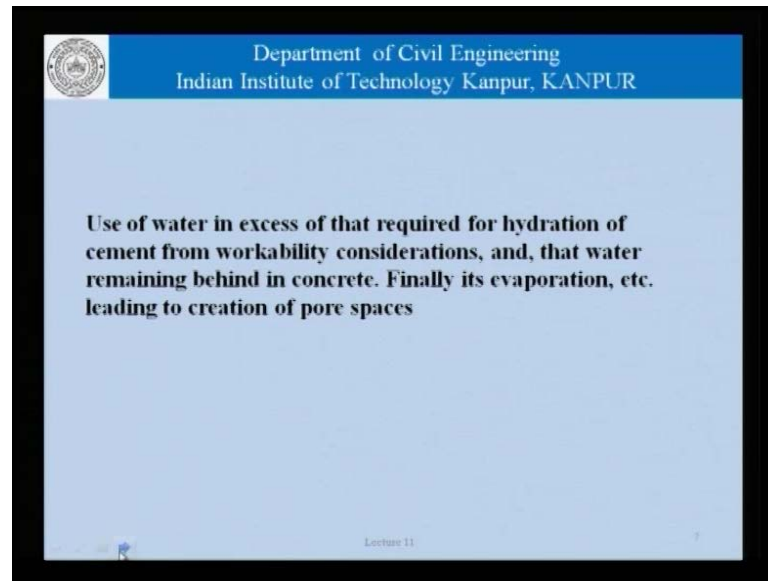 Department of Civil Engineering
Indian Institute of Technology Kanpur, KANPUR
Use of water in excess of that required for hydration of
cement from workability considerations, and, that water
remaining behind in concrete. Finally its evaporation, etc.
leading to creation of pore spaces
Lecture 11
7